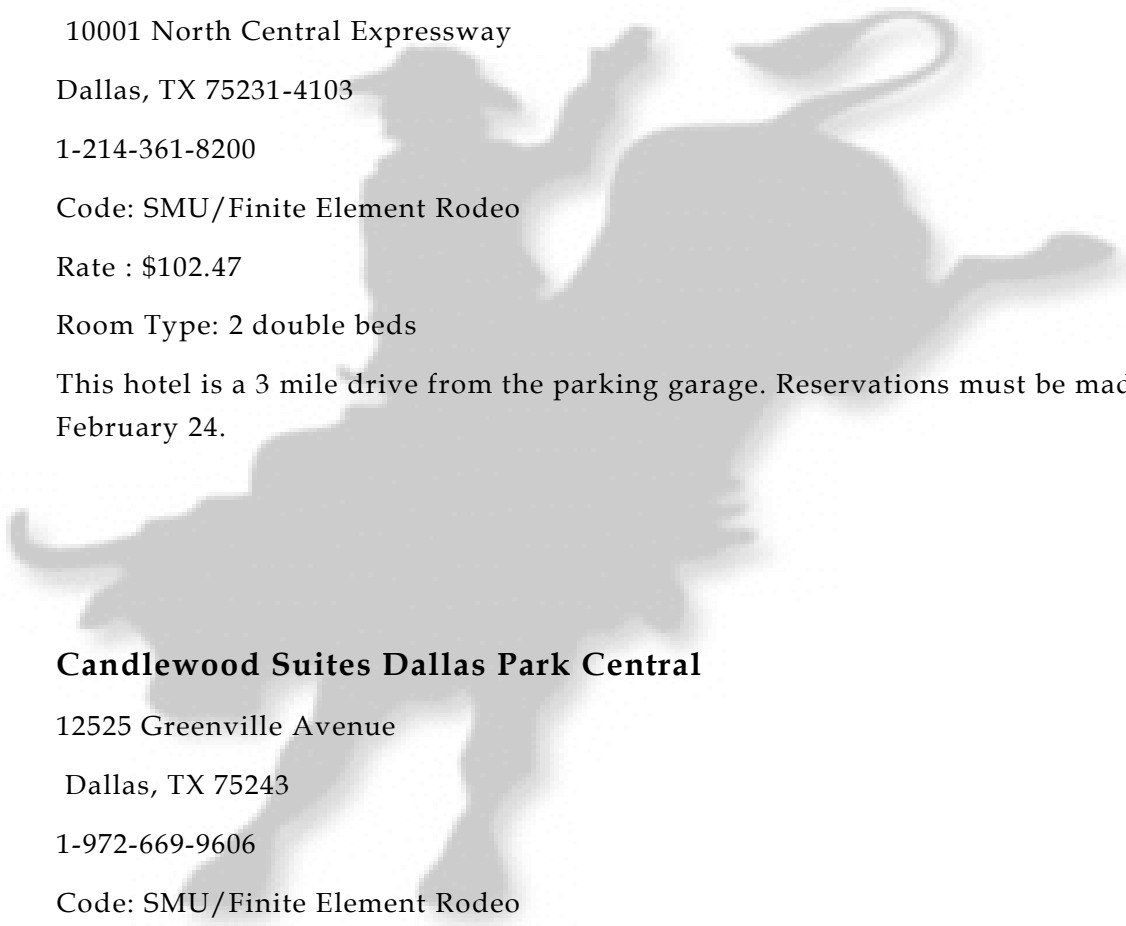 10001 North Central Expressway
Dallas, TX 75231-4103
1-214-361-8200
Code: SMU/Finite Element Rodeo
Rate : $102.47
Room Type: 2 double beds
This hotel is a 3 mile drive from the parking garage. Reservations must be
February 24.
Candlewood Suites Dallas Park Central
12525 Greenville Avenue
Dallas, TX 75243
1-972-669-9606
Code: SMU/Finite Element Rodeo